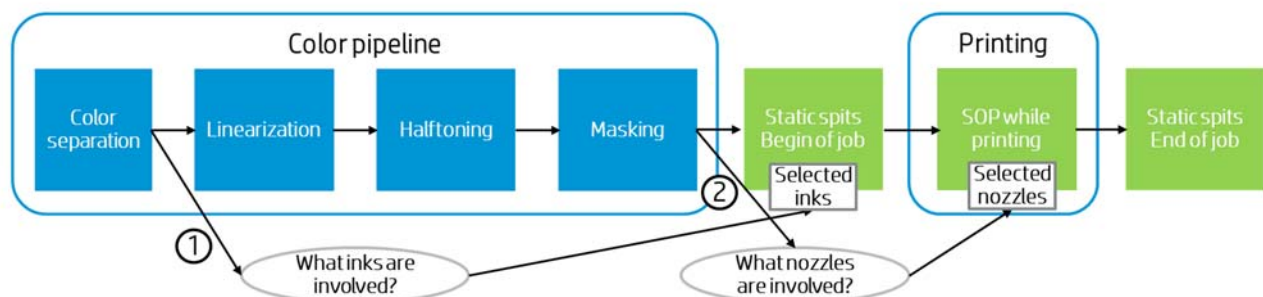 Color pipeline
Printing
Color
separation
Linearization
Halftoning
Masking
Static spits
Begin of job
SOP while
printing
Static spits
End of job
Selected
inks
Selected
nozzles
1
2
What inks are
involved?
What nozzles
are involved?